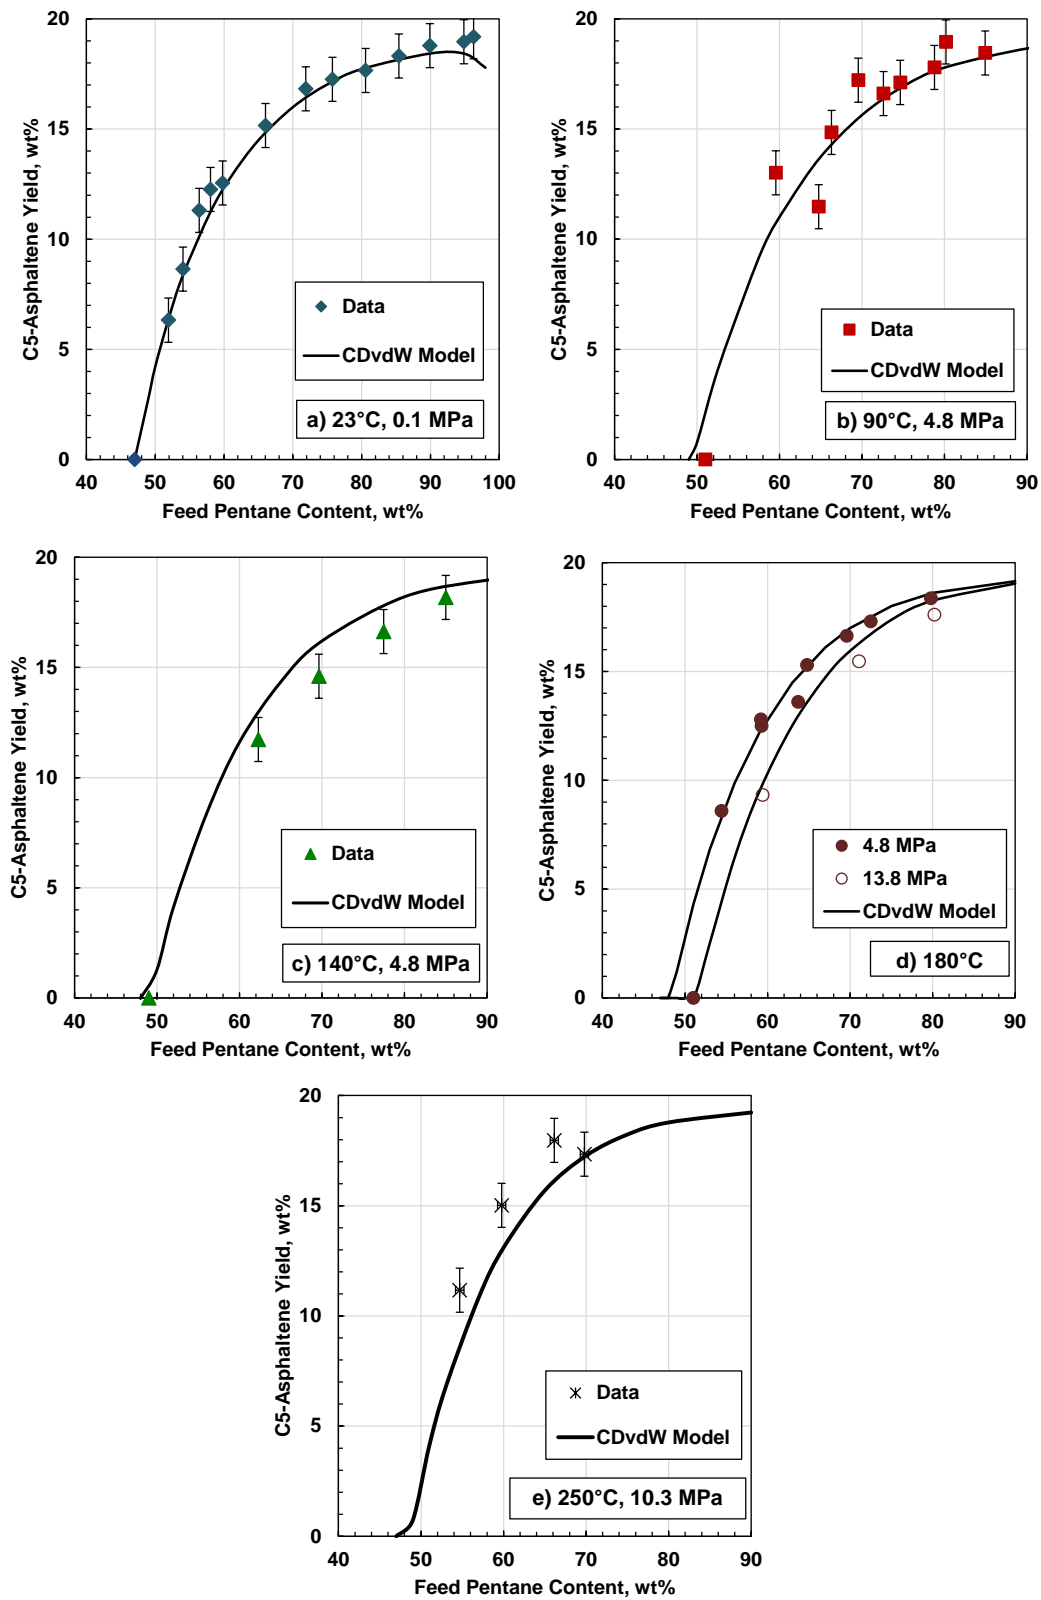 20
15
10
5
0
C5-Asphaltene Yield, wt%
Data
CDvdW Model
a) 23°C, 0.1 MPa
40 50 60 70 80 90 100
Feed Pentane Content, wt%
20
15
10
5
0
C5-Asphaltene Yield, wt%
Data
CDvdW Model
b) 90°C, 4.8 MPa
40 50 60 70 80 90
Feed Pentane Content, wt%
20
15
10
5
0
C5-Asphaltene Yield, wt%
Data
CDvdW Model
c) 140°C, 4.8 MPa
40 50 60 70 80 90
Feed Pentane Content, wt%
20
15
10
5
0
C5-Asphaltene Yield, wt%
4.8 MPa
13.8 MPa
CDvdW Model
d) 180°C
40 50 60 70 80 90
Feed Pentane Content, wt%
20
15
10
5
0
C5-Asphaltene Yield, wt%
Data
CDvdW Model
e) 250°C, 10.3 MPa
40 50 60 70 80 90
Feed Pentane Content, wt%